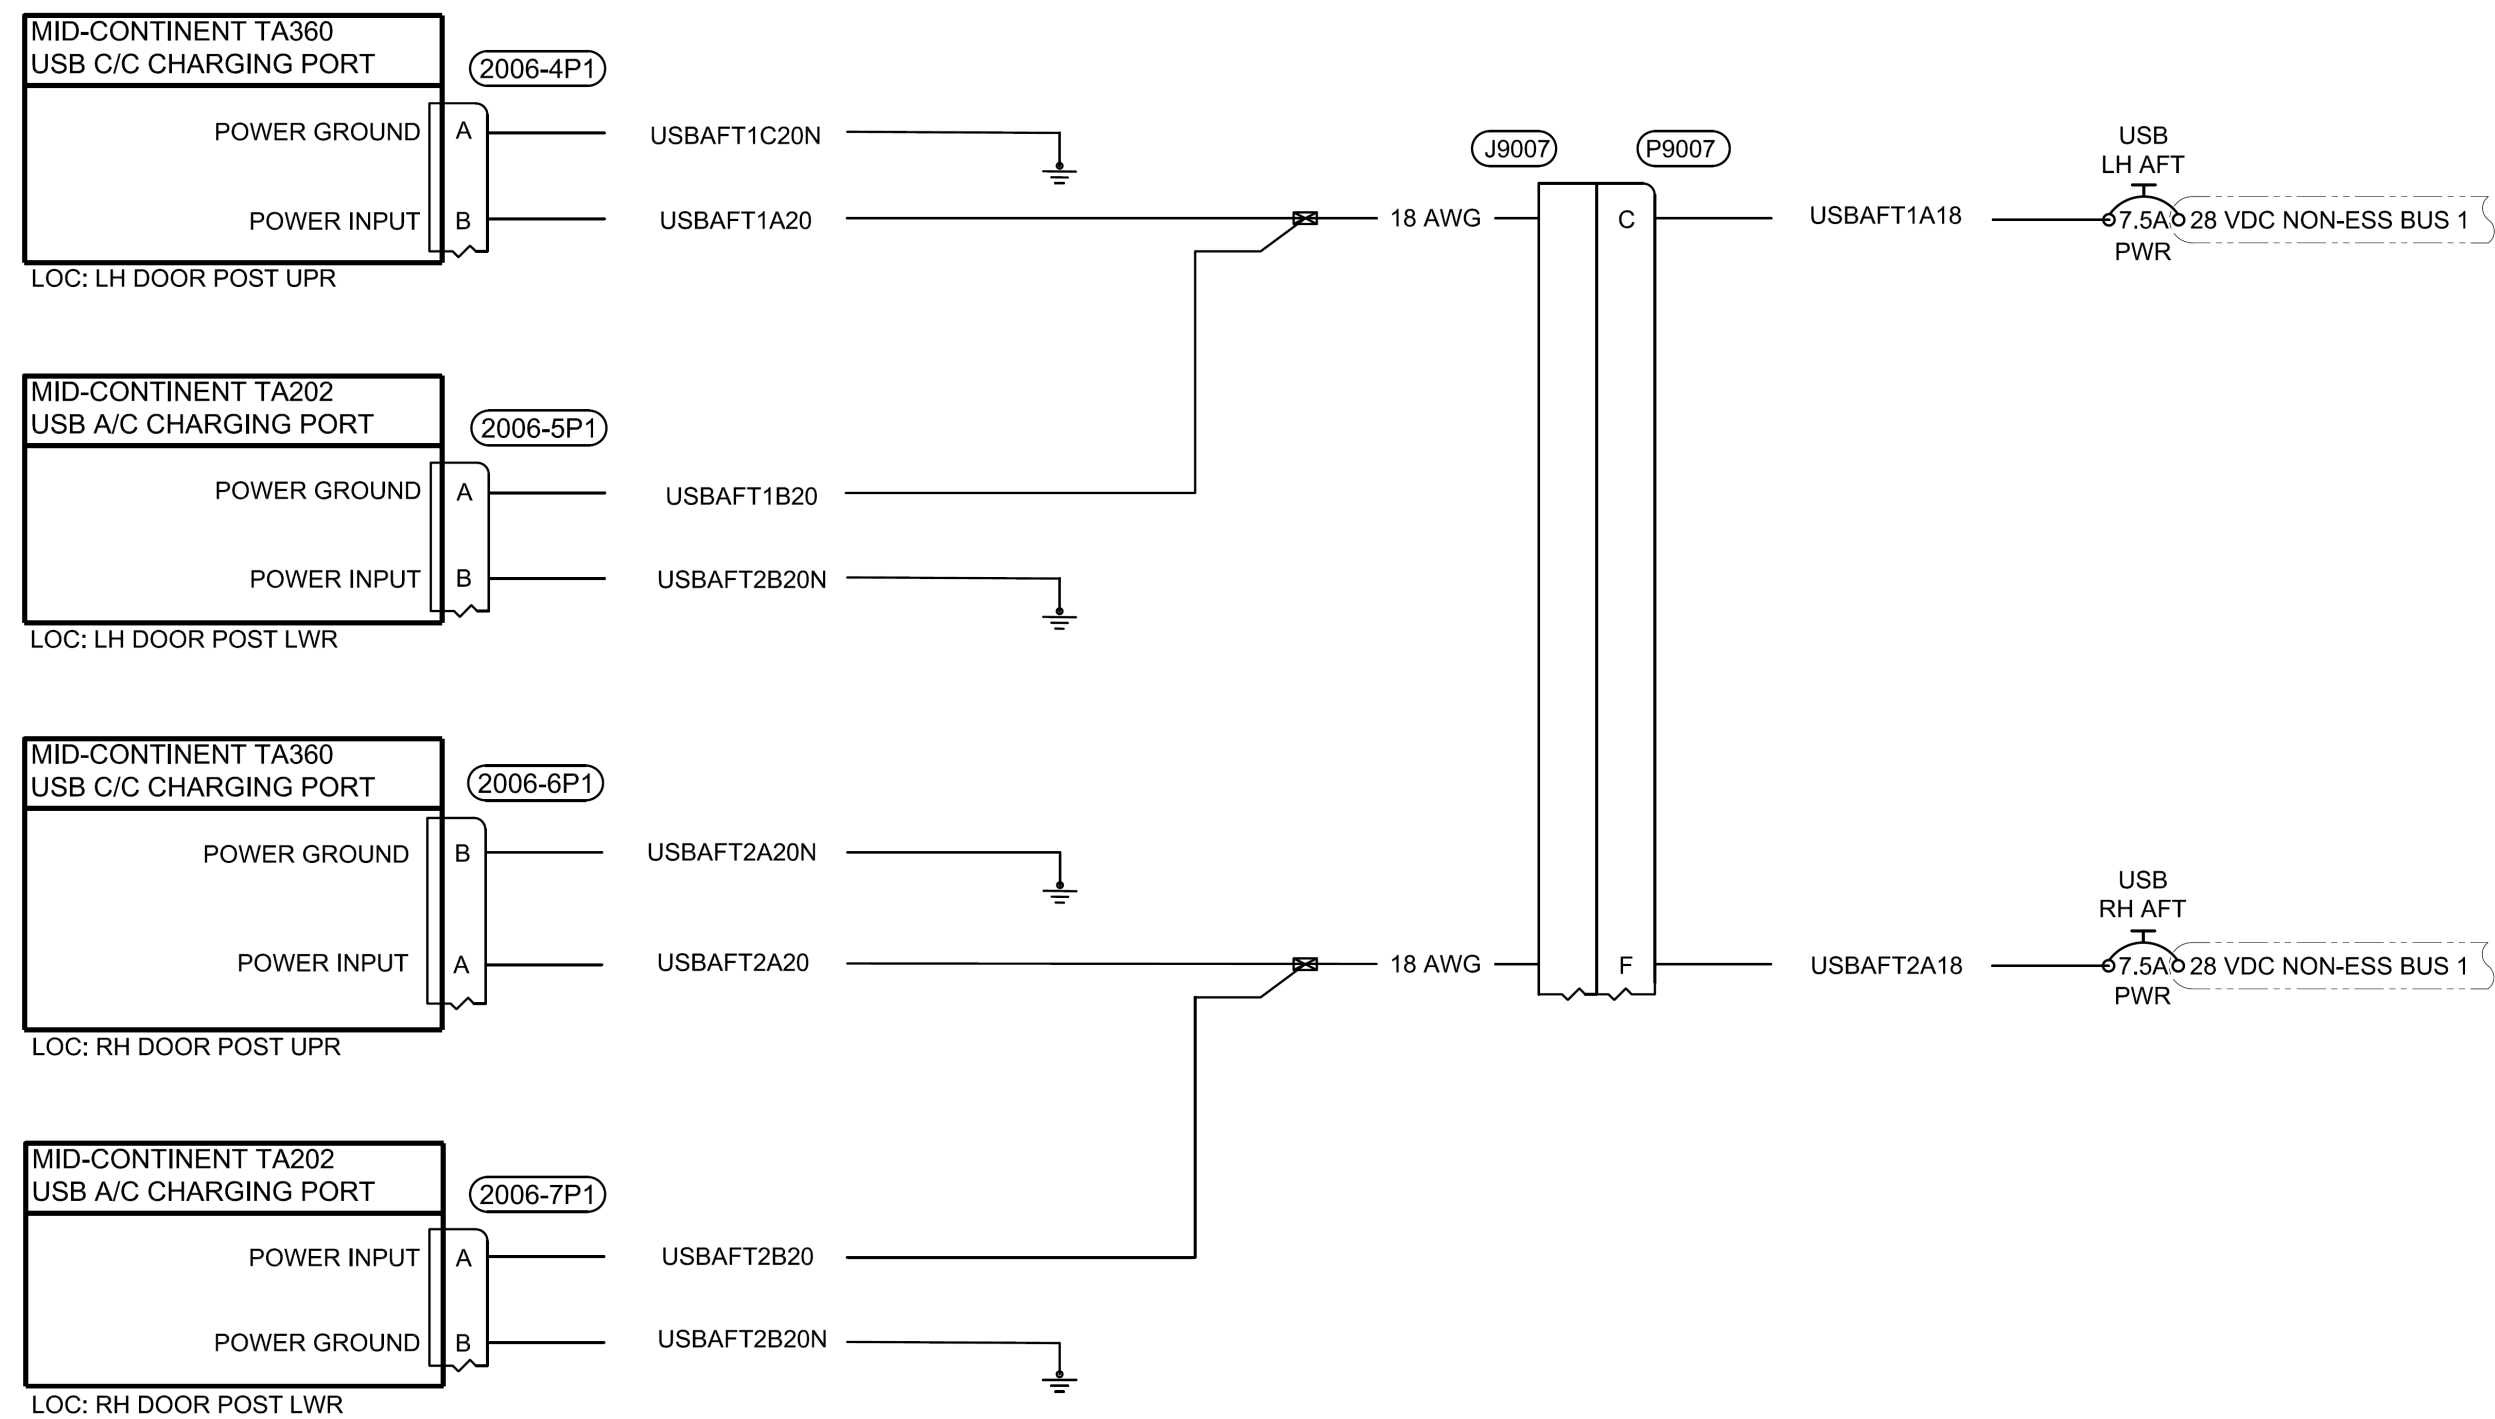 MID-CONTINENT TA360
USB C/C CHARGING PORT
2006-4P1
POWER GROUND A USBAFT1C20N
POWER INPUT B USBAFT1A20
LOC: LH DOOR POST UPR
MID-CONTINENT TA202
USB A/C CHARGING PORT
2006-5P1
POWER GROUND A USBAFT1B20
POWER INPUT B USBAFT2B20N
LOC: LH DOOR POST LWR
MID-CONTINENT TA360
USB C/C CHARGING PORT
2006-6P1
POWER GROUND B USBAFT2A20N
POWER INPUT A USBAFT2A20
LOC: RH DOOR POST UPR
MID-CONTINENT TA202
USB A/C CHARGING PORT
2006-7P1
POWER INPUT A USBAFT2B20
POWER GROUND B USBAFT2B20N
LOC: RH DOOR POST LWR
J9007 P9007
18 AWG C USBAFT1A18
USB
LH AFT
7.5A 28 VDC NON-ESS BUS 1
PWR
18 AWG F USBAFT2A18
USB
RH AFT
7.5A 28 VDC NON-ESS BUS 1
PWR